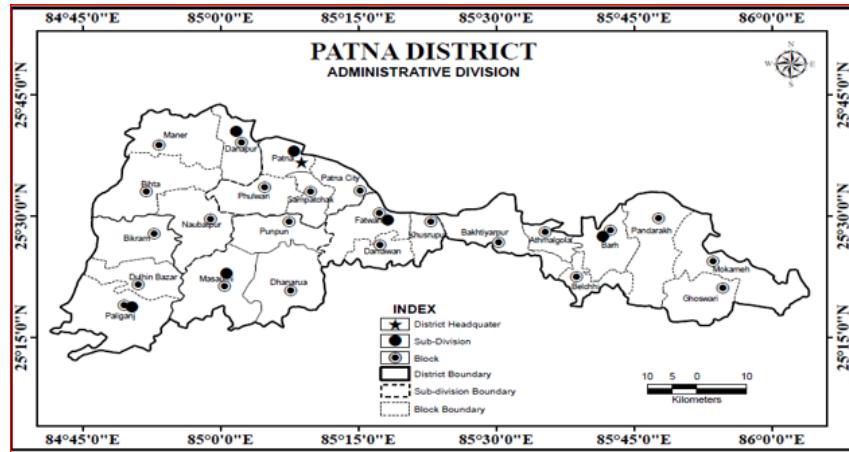 84°45'0"E 85°0'0"E 85°15'0"E 85°30'0"E 85°45'0"E 86°0'0"E
PATNA DISTRICT
ADMINISTRATIVE DIVISION
N
W E
S
25°45'0"N 25°45'0"N
Maner
Danapur
Patna
Patna City
Bihta
Phulwari
Sampatchak
25°30'0"N 25°30'0"N
Naubatpur
Punpun
Fatwah
Khusrupur
Bakhtiyarpur
Athmalgola
Barh
Pandarakh
Bikram
Daniawan
Dulhin Bazar
Masaurhi
Dhanarua
Belchhi
Mokameh
Ghoswari
Paliganj
25°15'0"N 25°15'0"N
INDEX
District Headquater
Sub-Division
Block
District Boundary
Sub-division Boundary
Block Boundary
10 5 0 10
Kilometers
84°45'0"E 85°0'0"E 85°15'0"E 85°30'0"E 85°45'0"E 86°0'0"E